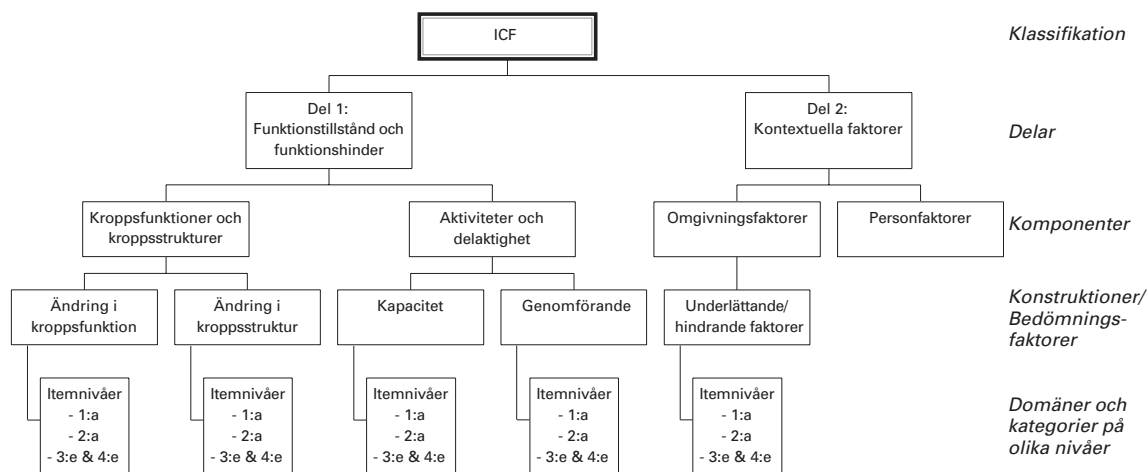 ICF
Klassifikation
Del 1:
Funktionstillstånd och
funktionshinder
Del 2:
Kontextuella faktorer
Delar
Kroppsfunktioner och
kroppsstrukturer
Aktiviteter och
delaktighet
Omgivningsfaktorer
Personfaktorer
Komponenter
Ändring i
kroppsfunktion
Ändring i
kroppsstruktur
Kapacitet
Genomförande
Underlättande/
hindrande faktorer
Konstruktioner/
Bedömnings-
faktorer
Itemnivåer
- 1:a
- 2:a
- 3:e & 4:e
Itemnivåer
- 1:a
- 2:a
- 3:e & 4:e
Itemnivåer
- 1:a
- 2:a
- 3:e & 4:e
Itemnivåer
- 1:a
- 2:a
- 3:e & 4:e
Itemnivåer
- 1:a
- 2:a
- 3:e & 4:e
Domäner och
kategorier på
olika nivåer